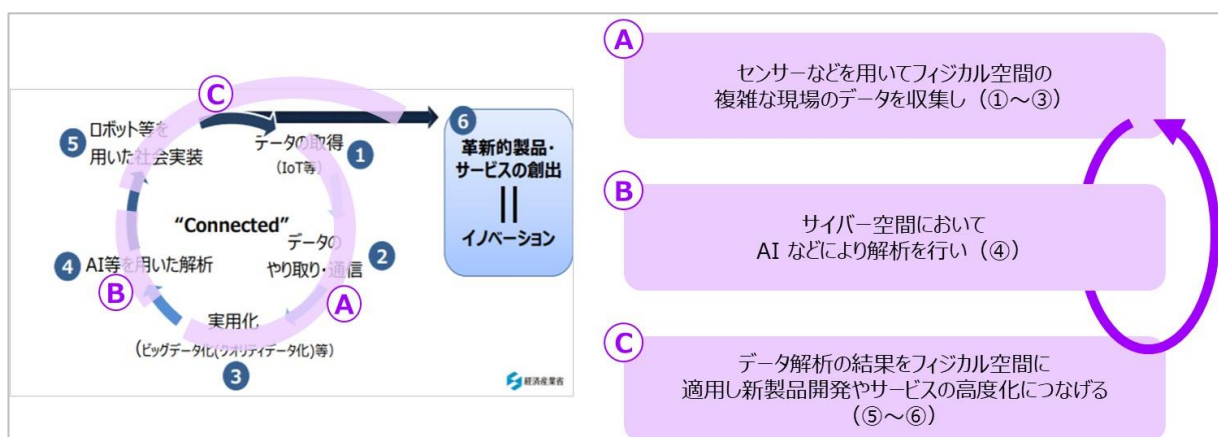 C
5
ロボット等を
用いた社会実装
データの取得
(IoT等)
1
6
革新的製品・
サービスの創出
||
イノベーション
“Connected”
データの
やり取り・通信
2
4
AI等を用いた解析
B
A
実用化
(ビッグデータ化(クオリティデータ化)等)
3
経済産業省
A
センサーなどを用いてフィジカル空間の
複雑な現場のデータを収集し（①～③）
B
サイバー空間において
AI などにより解析を行い（④）
C
データ解析の結果をフィジカル空間に
適用し新製品開発やサービスの高度化につなげる
（⑤～⑥）